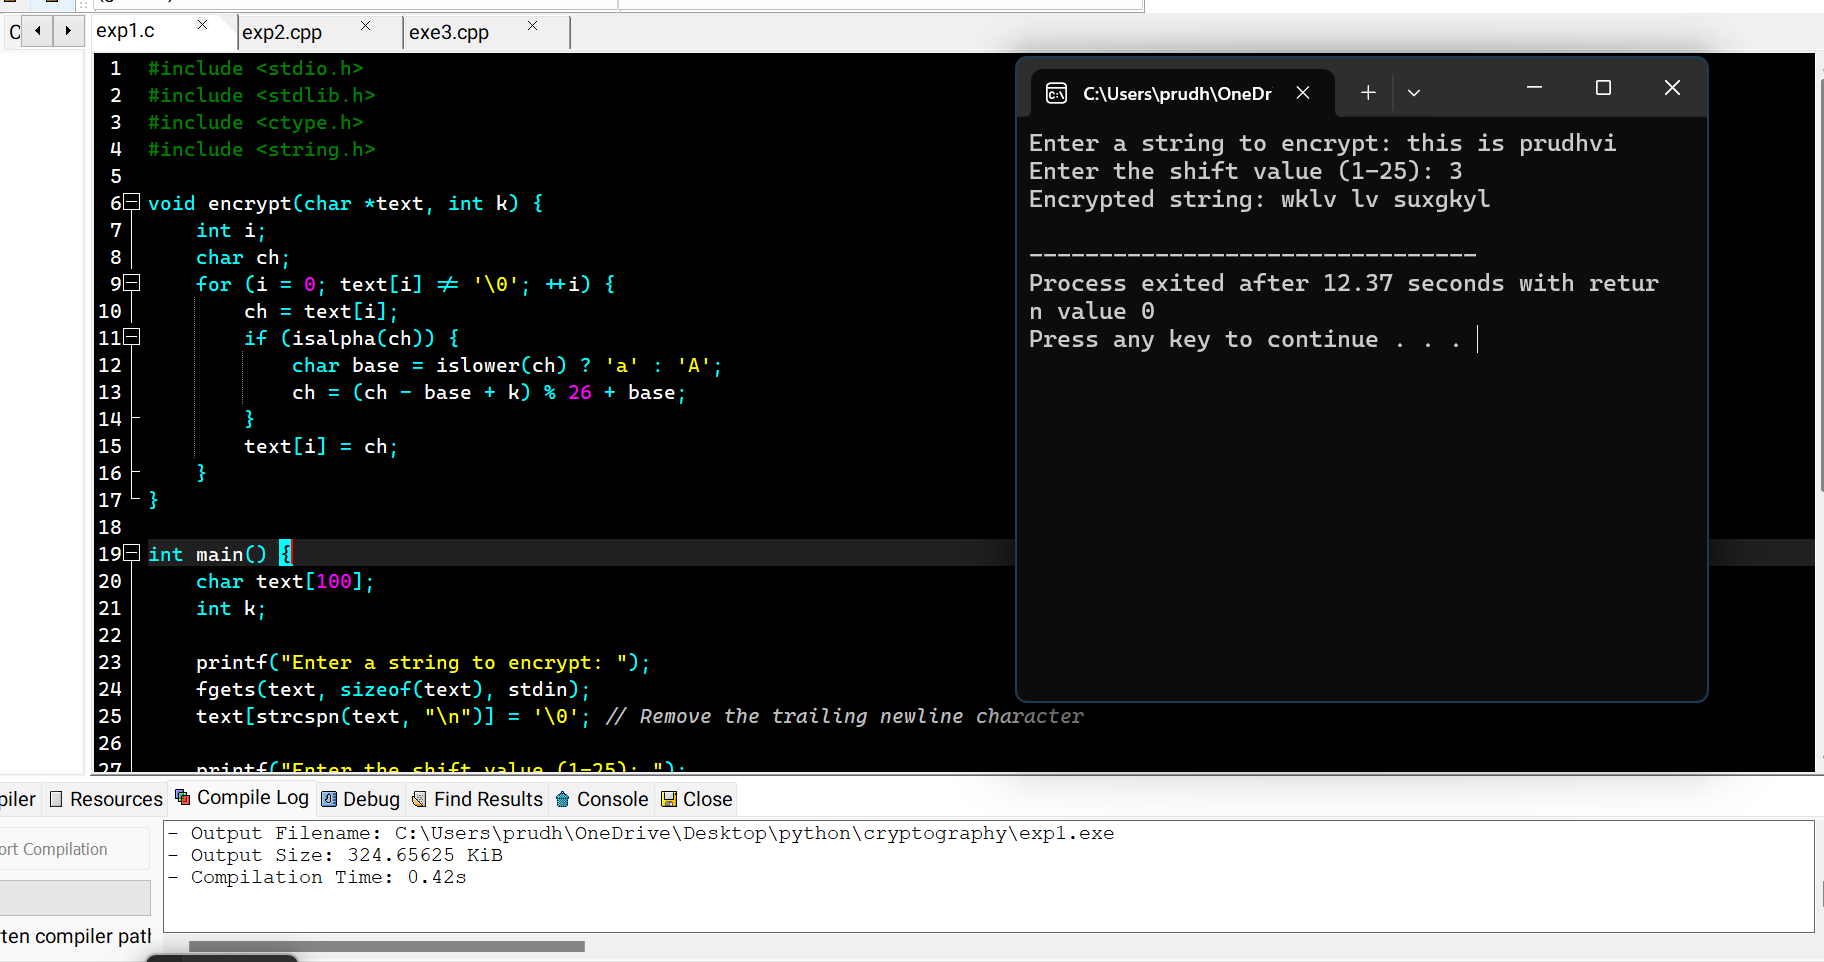 exp1.c
exp2.cpp
exe3.cpp
1 #include <stdio.h>
2 #include <stdlib.h>
3 #include <ctype.h>
4 #include <string.h>
5
6 void encrypt(char *text, int k) {
7 int i;
8 char ch;
9 for (i = 0; text[i] != '\0'; ++i) {
10 ch = text[i];
11 if (isalpha(ch)) {
12 char base = islower(ch) ? 'a' : 'A';
13 ch = (ch - base + k) % 26 + base;
14 }
15 text[i] = ch;
16 }
17 }
18
19 int main() {
20 char text[100];
21 int k;
22
23 printf("Enter a string to encrypt: ");
24 fgets(text, sizeof(text), stdin);
25 text[strcspn(text, "\n")] = '\0'; // Remove the trailing newline character
26
27 printf("Enter the shift value (1-25): ");
C:\Users\prudh\OneDr
Enter a string to encrypt: this is prudhvi
Enter the shift value (1-25): 3
Encrypted string: wklv lv suxgkyl
--------------------------------
Process exited after 12.37 seconds with retur
n value 0
Press any key to continue . . .
piler Resources Compile Log Debug Find Results Console Close
ort Compilation
ten compiler path
- Output Filename: C:\Users\prudh\OneDrive\Desktop\python\cryptography\exp1.exe
- Output Size: 324.65625 KiB
- Compilation Time: 0.42s